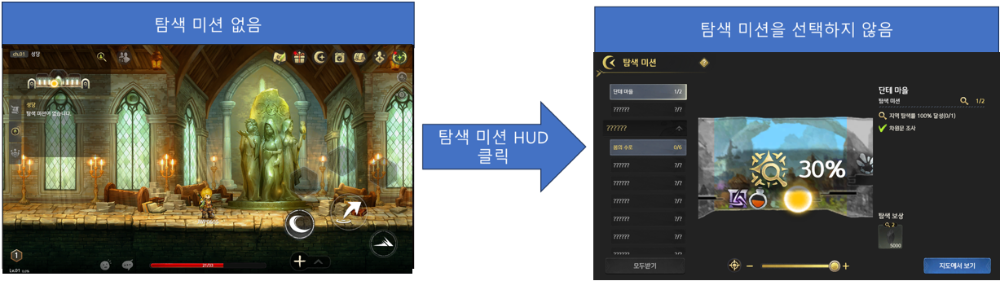 탐색 미션 없음
ch.01 성당
성당
탐색 미션이 없습니다.
1
Lv.01 0.0%
21/33
탐색 미션 HUD
클릭
탐색 미션을 선택하지 않음
탐색 미션
단테 마을 1/2
?????? ?/?
??????
봄의 수로 0/6
?????? ?/?
?????? ?/?
?????? ?/?
?????? ?/?
?????? ?/?
모두받기
30%
단테 마을
탐색 미션 1/2
지역 탐색률 100% 달성(0/1)
차원문 조사
탐색 보상
2
5000
지도에서 보기